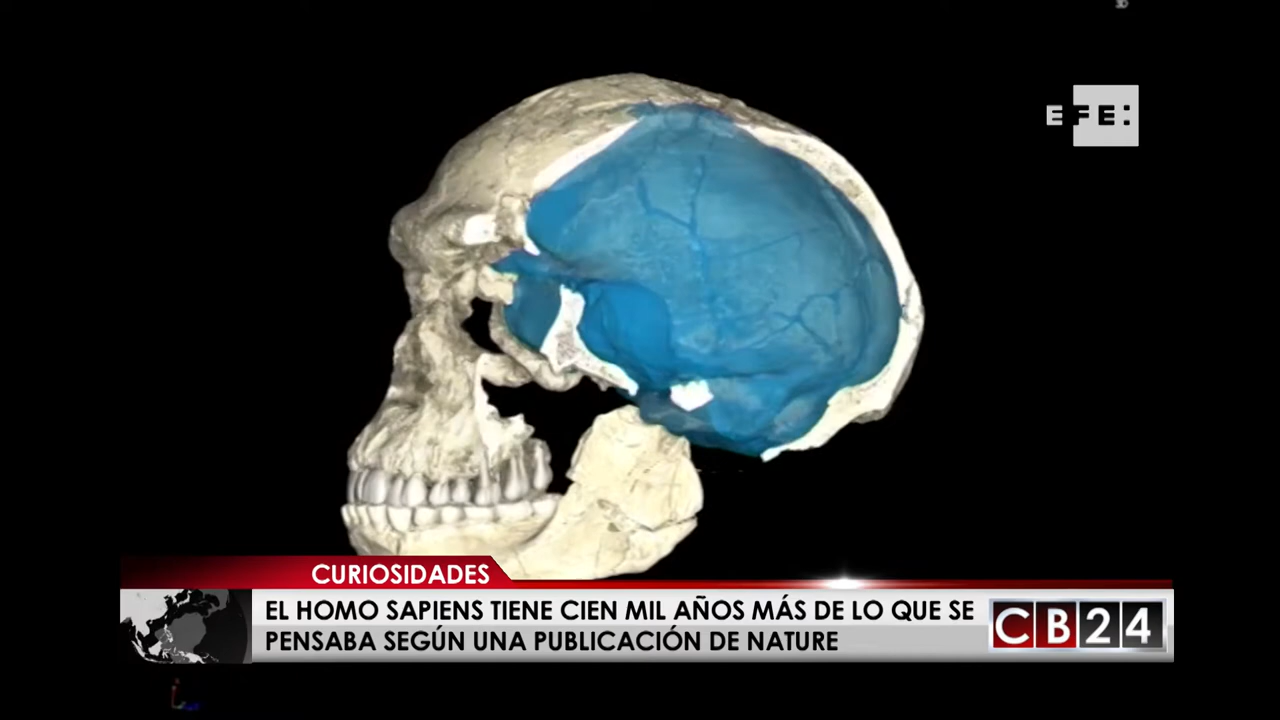 EFE:
CURIOSIDADES
EL HOMO SAPIENS TIENE CIEN MIL AÑOS MÁS DE LO QUE SE
PENSABA SEGÚN UNA PUBLICACIÓN DE NATURE
CB24